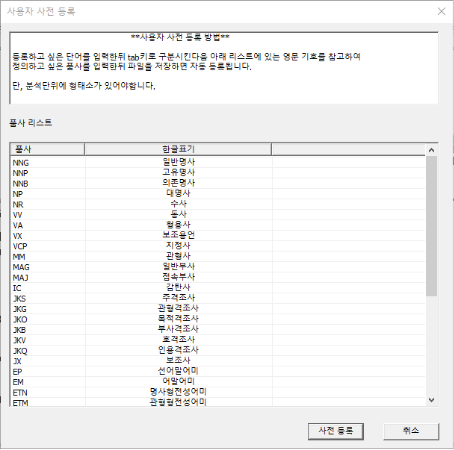 사용자 사전 등록
**사용자 사전 등록 방법**
등록하고 싶은 단어를 입력한뒤 tab키로 구분시킨다음 아래 리스트에 있는 영문 기호를 참고하여
정의하고 싶은 품사를 입력한뒤 파일을 저장하면 자동 등록됩니다.
단, 분석단위에 형태소가 있어야합니다.
품사 리스트
품사 한글표기
NNG 일반명사
NNP 고유명사
NNB 의존명사
NP 대명사
NR 수사
VV 동사
VA 형용사
VX 보조용언
VCP 지정사
MM 관형사
MAG 일반부사
MAJ 접속부사
IC 감탄사
JKS 주격조사
JKG 관형격조사
JKO 목적격조사
JKB 부사격조사
JKV 호격조사
JKQ 인용격조사
JX 보조사
EP 선어말어미
EM 어말어미
ETN 명사형전성어미
ETM 관형형전성어미
사전 등록 취소